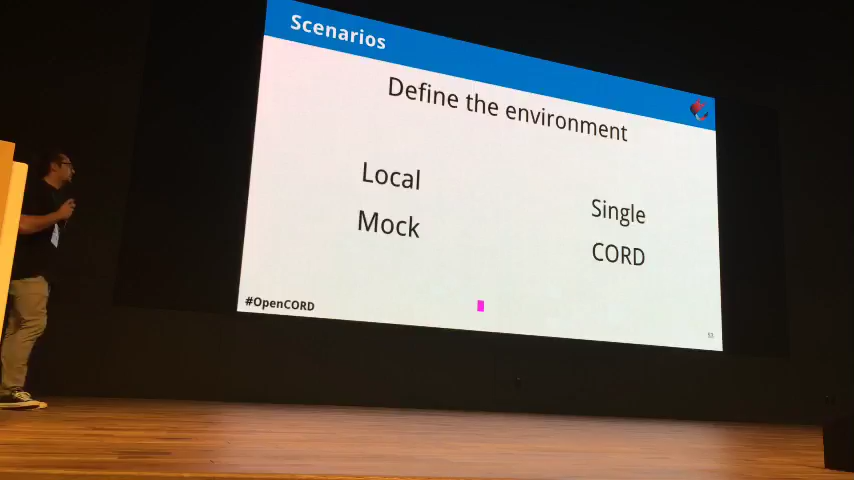 Scenarios
Define the environment
Local
Mock
Single
CORD
#OpenCORD